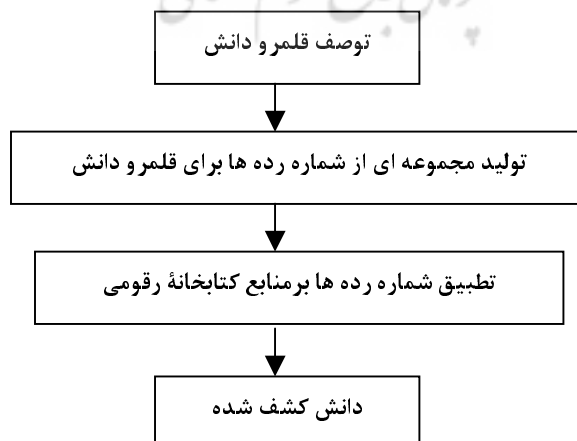 توصف قلمرو دانش
تولید مجموعه ای از شماره رده ها برای قلمرو دانش
تطبیق شماره رده ها برمنابع کتابخانۀ رقومی
دانش کشف شده